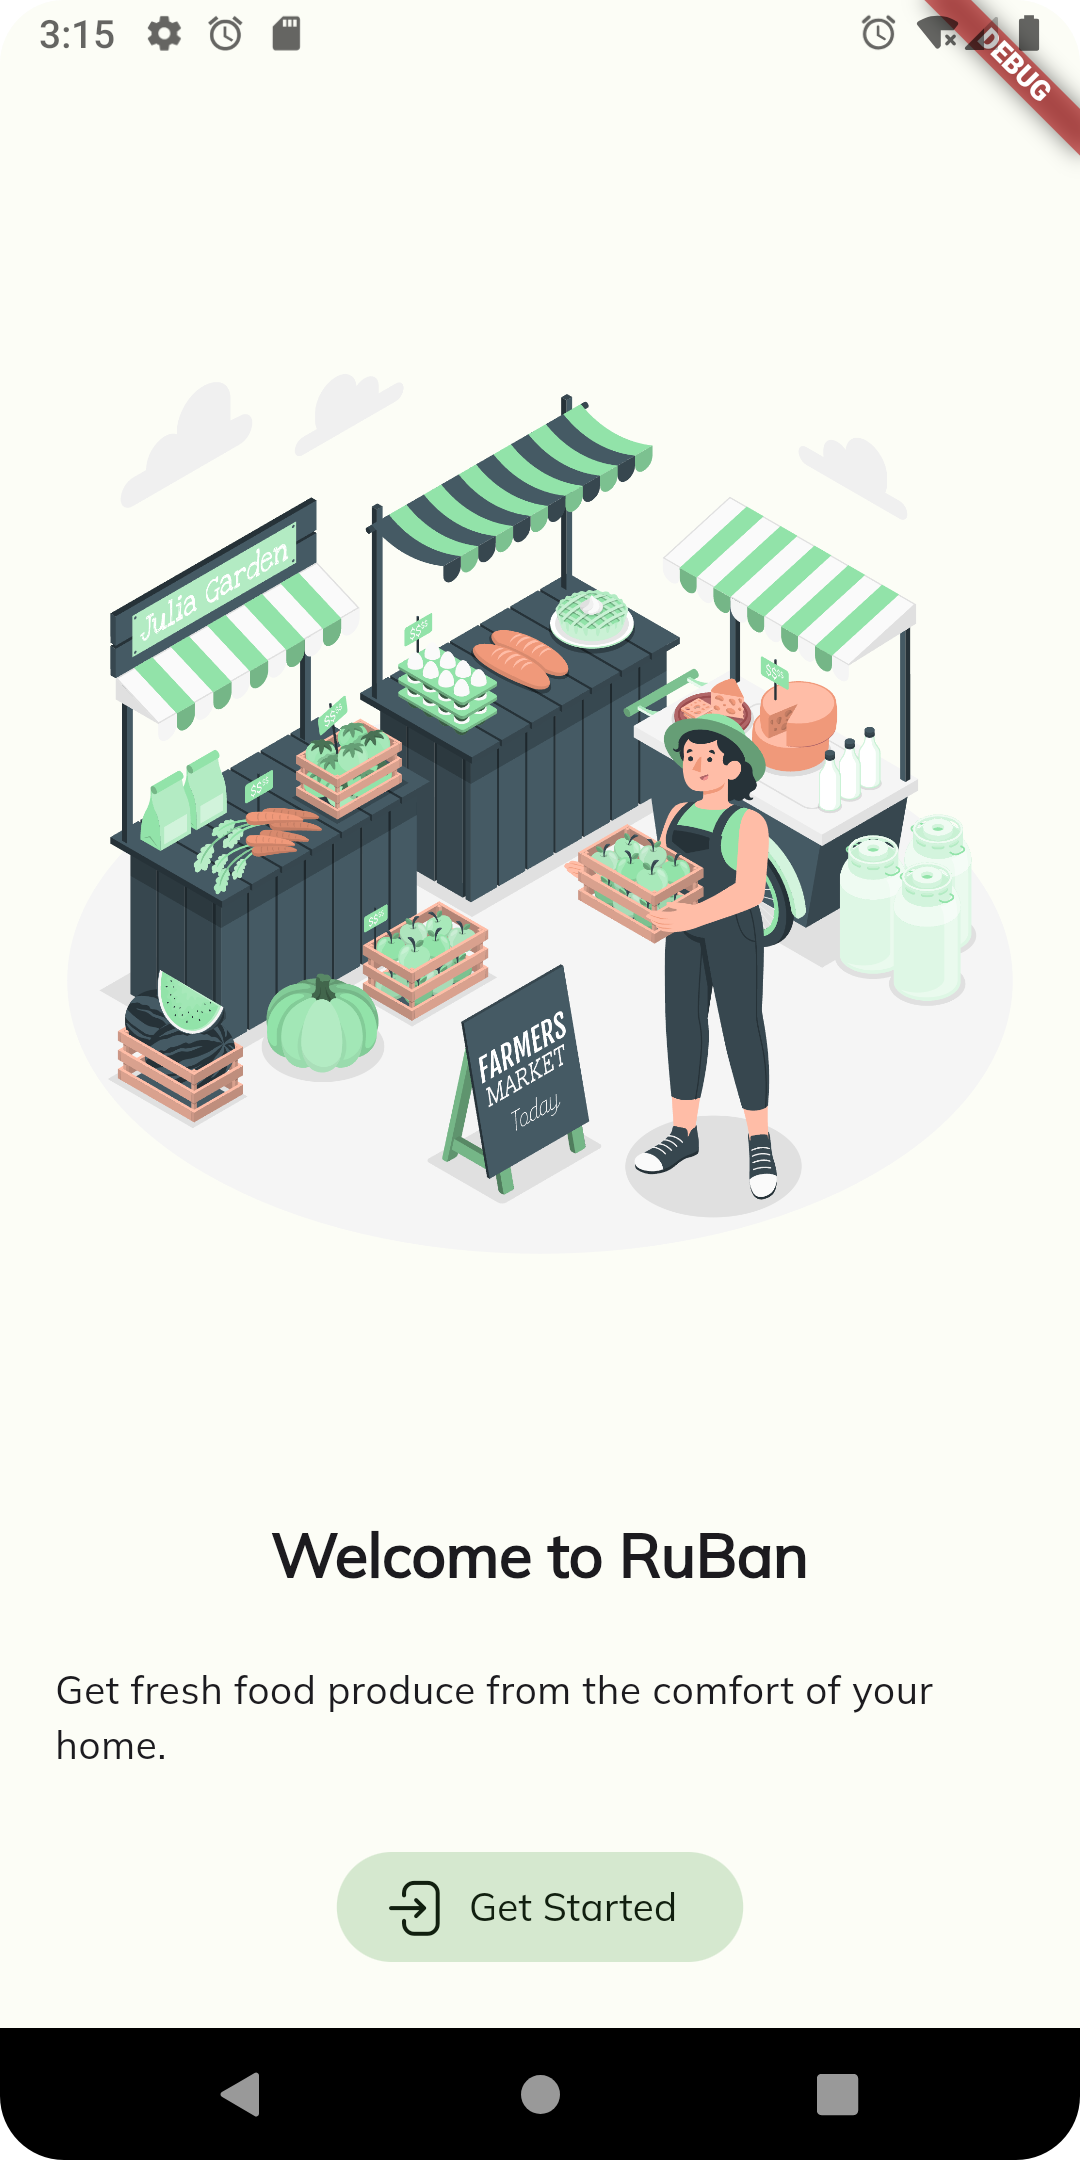 3:15
DEBUG
Julia Garden
$$
$$
$$
$$
$$
FARMERS
MARKET
Today
Welcome to RuBan
Get fresh food produce from the comfort of your
home.
Get Started